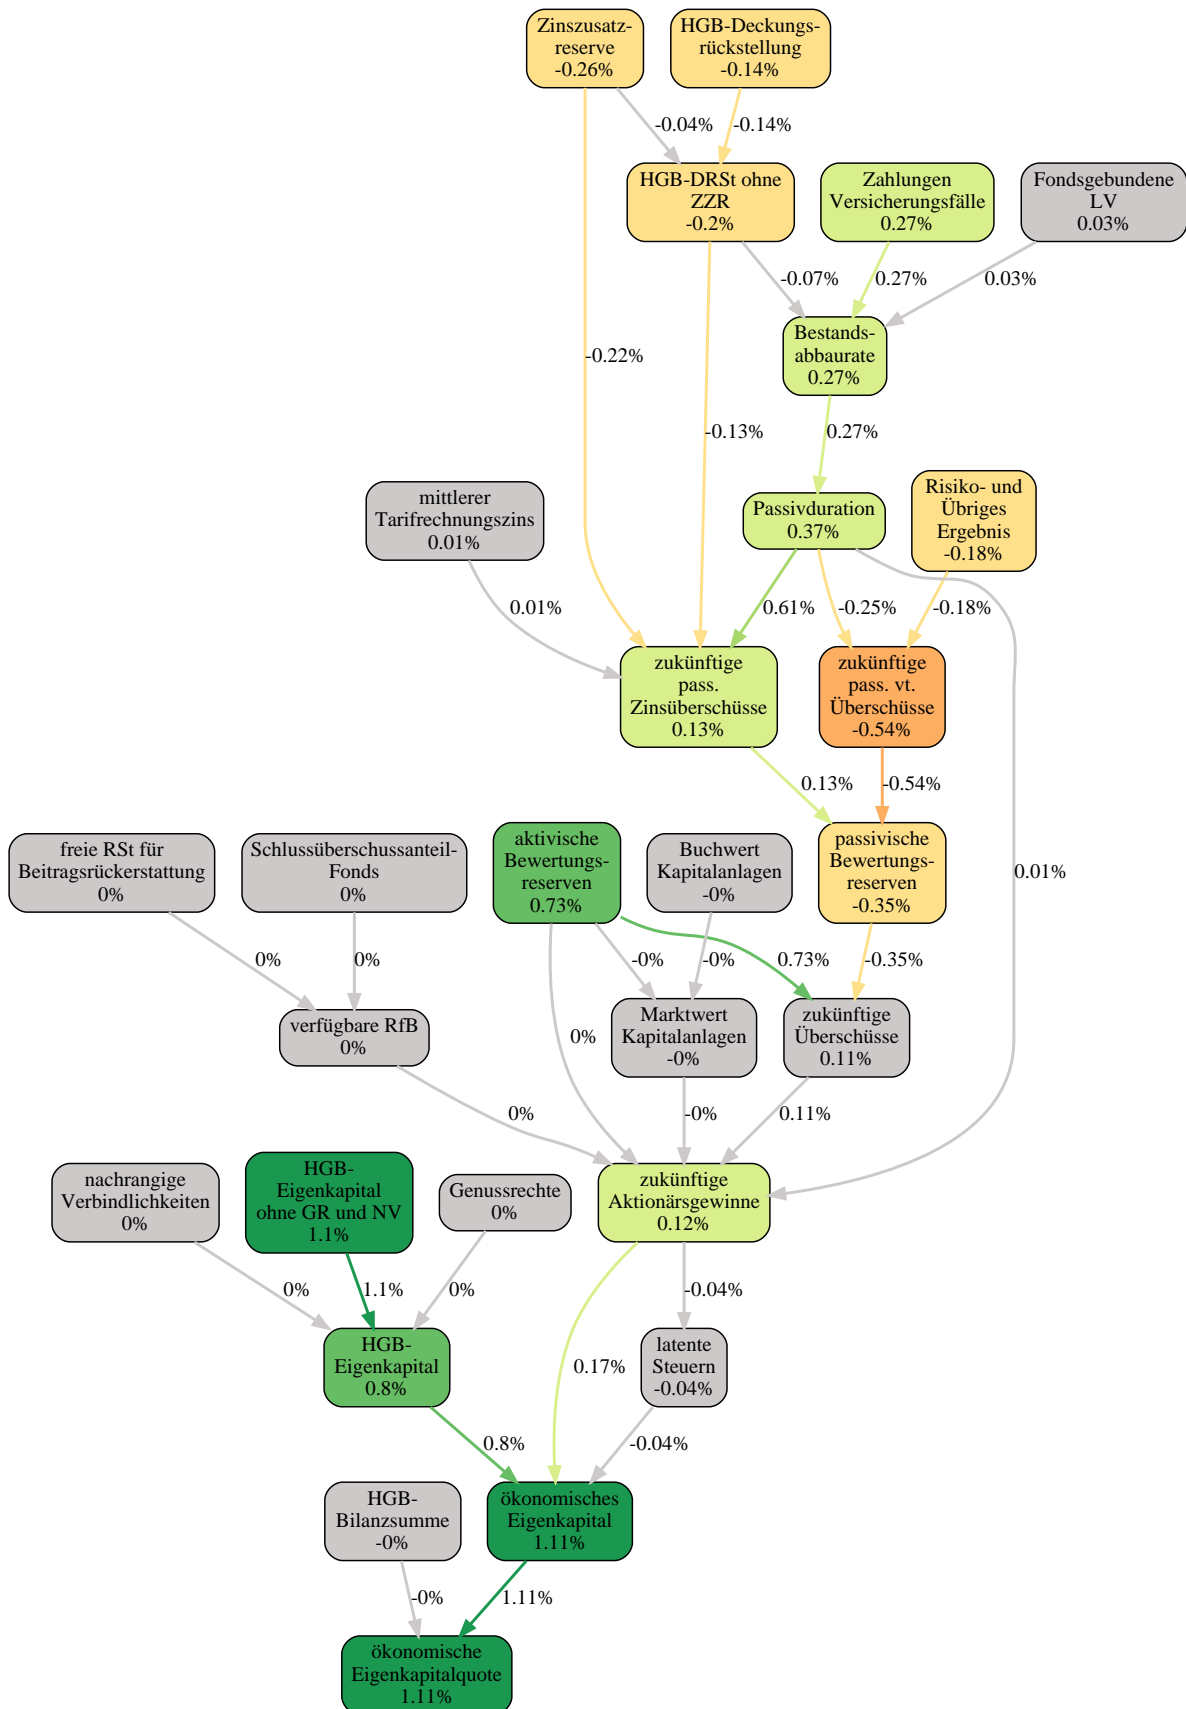 Zinszusatz-
reserve
-0.26%
HGB-Deckungs-
rückstellung
-0.14%
-0.04%
-0.14%
HGB-DRSt ohne
ZZR
-0.2%
Zahlungen
Versicherungsfälle
0.27%
Fondsgebundene
LV
0.03%
-0.07%
0.27%
0.03%
Bestands-
abbaurate
0.27%
-0.22%
-0.13%
0.27%
mittlerer
Tarifrechnungszins
0.01%
Passivduration
0.37%
Risiko- und
Übriges
Ergebnis
-0.18%
0.01%
0.61%
-0.25%
-0.18%
zukünftige
pass.
Zinsüberschüsse
0.13%
zukünftige
pass. vt.
Überschüsse
-0.54%
0.13%
-0.54%
0.01%
freie RSt für
Beitragsrückerstattung
0%
Schlussüberschussanteil-
Fonds
0%
aktivische
Bewertungs-
reserven
0.73%
Buchwert
Kapitalanlagen
-0%
passivische
Bewertungs-
reserven
-0.35%
0%
0%
-0%
-0%
0.73%
-0.35%
verfügbare RfB
0%
0%
Marktwert
Kapitalanlagen
-0%
zukünftige
Überschüsse
0.11%
0%
-0%
0.11%
nachrangige
Verbindlichkeiten
0%
HGB-
Eigenkapital
ohne GR und NV
1.1%
Genussrechte
0%
zukünftige
Aktionärsgewinne
0.12%
0%
1.1%
0%
-0.04%
HGB-
Eigenkapital
0.8%
0.17%
latente
Steuern
-0.04%
0.8%
-0.04%
HGB-
Bilanzsumme
-0%
ökonomisches
Eigenkapital
1.11%
-0%
1.11%
ökonomische
Eigenkapitalquote
1.11%